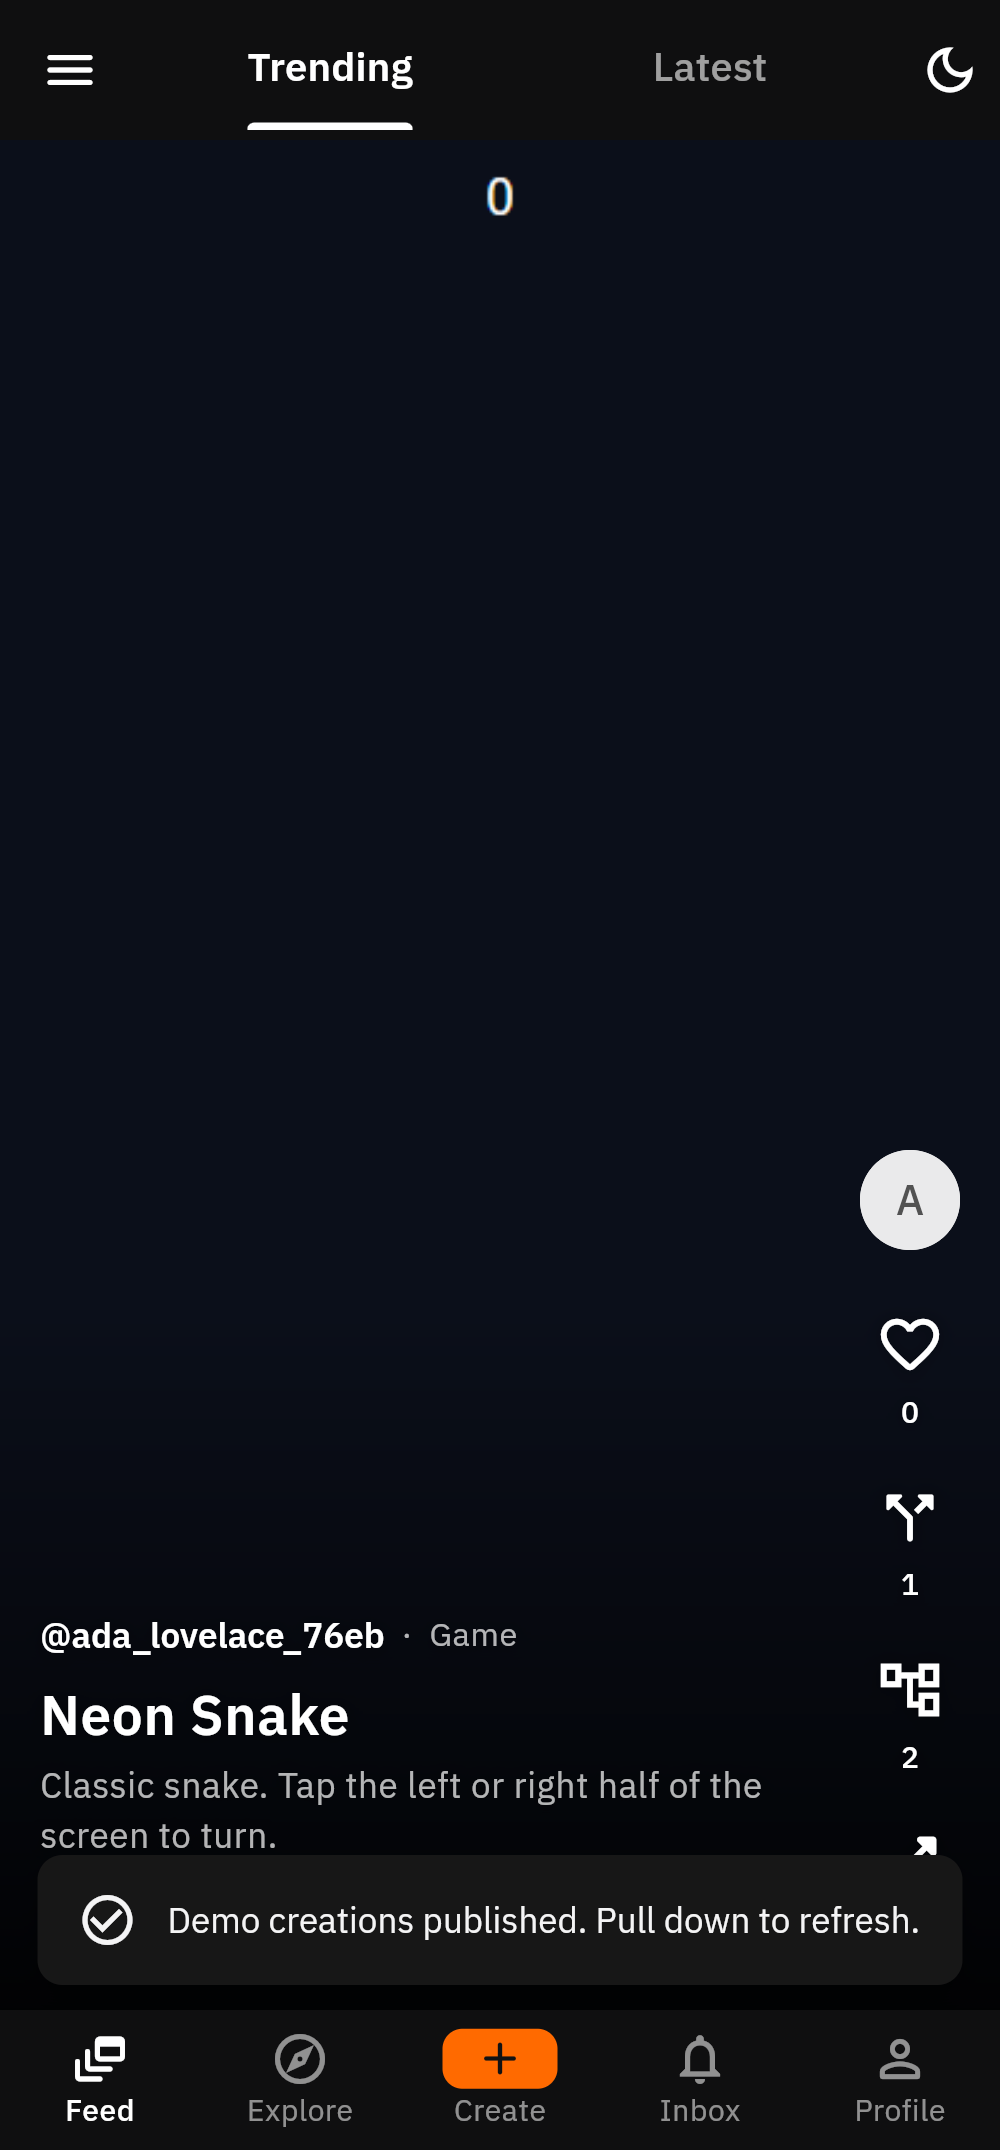 Trending
Latest
0
A
0
1
@ada_lovelace_76eb · Game
Neon Snake
2
Classic snake. Tap the left or right half of the
screen to turn.
Demo creations published. Pull down to refresh.
Feed
Explore
Create
Inbox
Profile